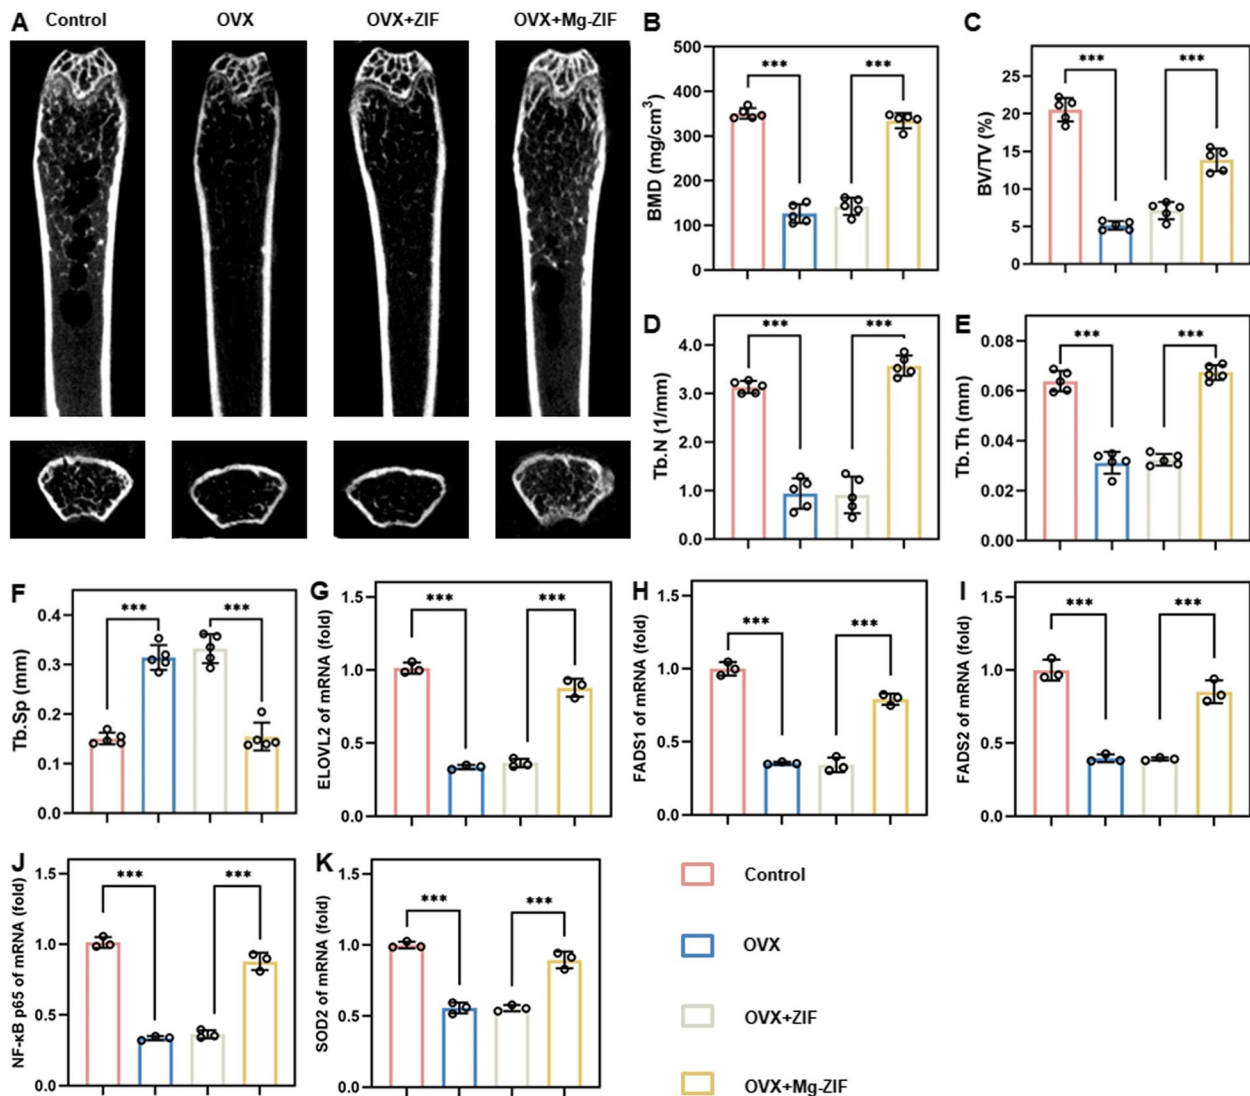 A
Control
OVX
OVX+ZIF
OVX+Mg-ZIF
B
BMD (mg/cm³)
500
400
300
200
100
0
***
***
C
BV/TV (%)
25
20
15
10
5
0
***
***
D
Tb.N (1/mm)
4.0
3.0
2.0
1.0
0.0
***
***
E
Tb.Th (mm)
0.08
0.06
0.04
0.02
0.00
***
***
F
Tb.Sp (mm)
0.4
0.3
0.2
0.1
0.0
***
***
G
ELOVL2 of mRNA (fold)
1.5
1.0
0.5
0.0
***
***
H
FADS1 of mRNA (fold)
1.5
1.0
0.5
0.0
***
***
I
FADS2 of mRNA (fold)
1.5
1.0
0.5
0.0
***
***
J
NF-κB p65 of mRNA (fold)
1.5
1.0
0.5
0.0
***
***
K
SOD2 of mRNA (fold)
1.5
1.0
0.5
0.0
***
***
Control
OVX
OVX+ZIF
OVX+Mg-ZIF